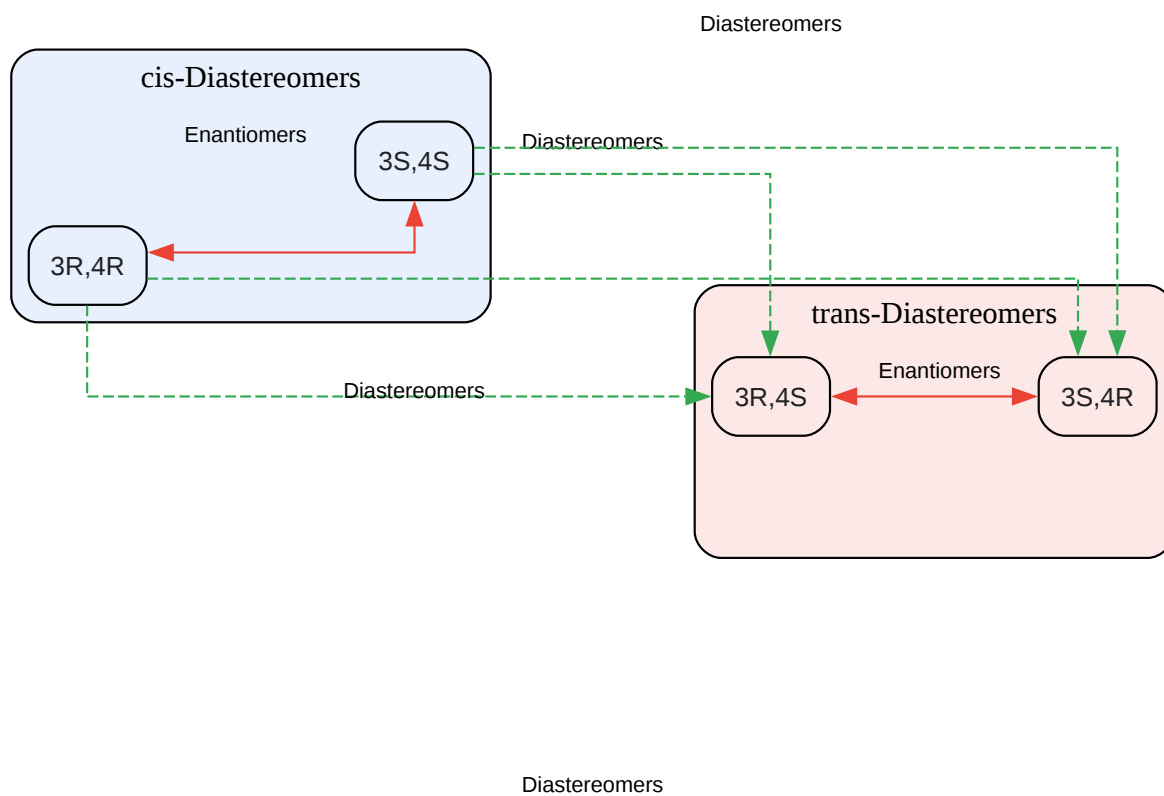 Diastereomers
cis-Diastereomers
Enantiomers
Diastereomers
3S,4S
3R,4R
trans-Diastereomers
Enantiomers
Diastereomers
3R,4S
3S,4R
Diastereomers